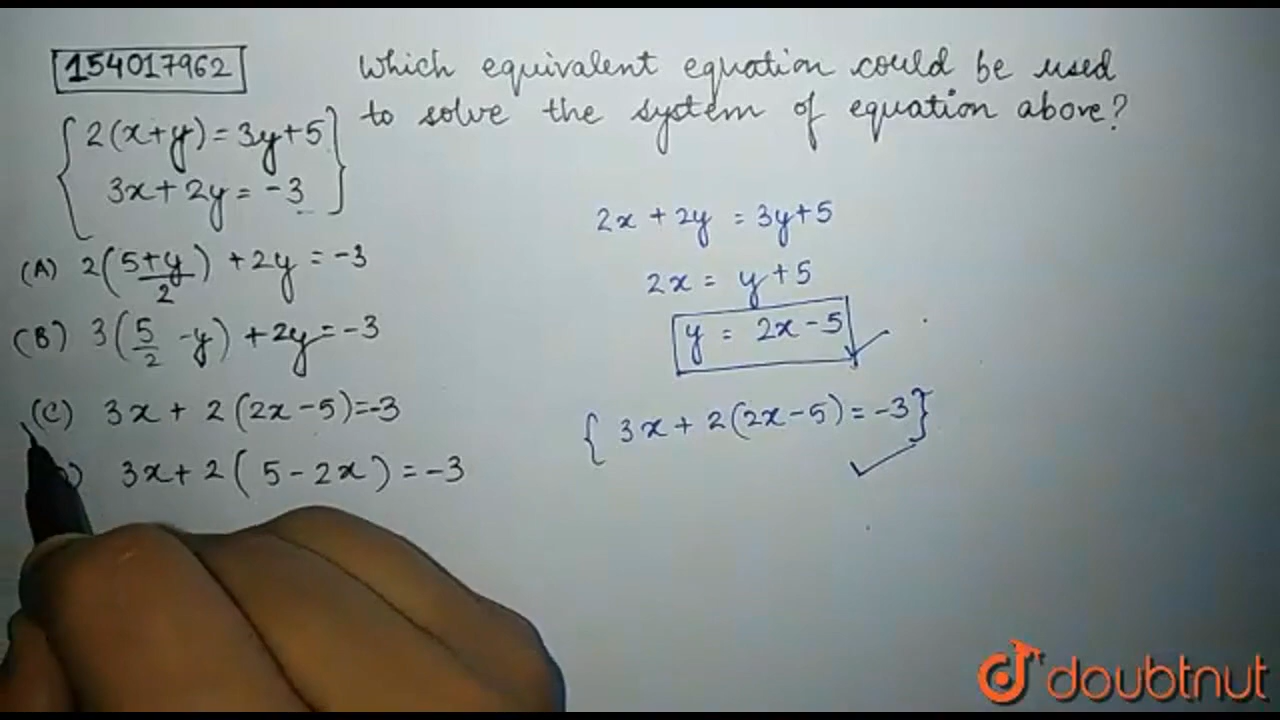 154017962
Which equivalent equation could be used
to solve the system of equation above?
{ 2(x+y) = 3y+5 }
3x + 2y = -3
(A) 2(5+y/2) + 2y = -3
(B) 3(5/2 - y) + 2y = -3
(C) 3x + 2(2x-5) = -3
) 3x + 2(5-2x) = -3
2x + 2y = 3y+5
2x = y+5
y = 2x-5
{ 3x + 2(2x-5) = -3 }
doubtnut